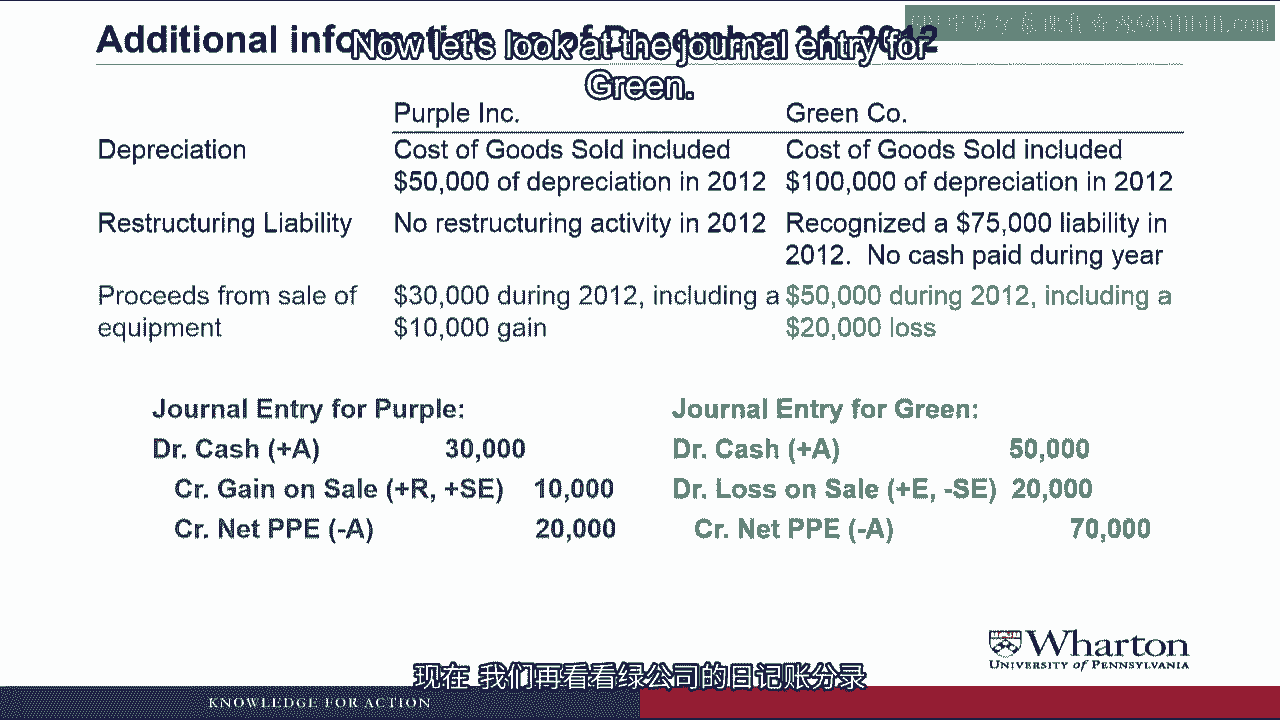 Additional information as of December 31, 2012
Now let's look at the journal entry for
Green.
Purple Inc. Green Co.
Depreciation Cost of Goods Sold included Cost of Goods Sold included
$50,000 of depreciation in 2012 $100,000 of depreciation in 2012
Restructuring Liability No restructuring activity in 2012 Recognized a $75,000 liability in
2012. No cash paid during year
Proceeds from sale of $30,000 during 2012, including a $50,000 during 2012, including a
equipment $10,000 gain $20,000 loss
Journal Entry for Purple: Journal Entry for Green:
Dr. Cash (+A) 30,000 Dr. Cash (+A) 50,000
Cr. Gain on Sale (+R, +SE) 10,000 Dr. Loss on Sale (+E, -SE) 20,000
Cr. Net PPE (-A) 20,000 Cr. Net PPE (-A) 70,000
Wharton
UNIVERSITY of PENNSYLVANIA
现在 我们再看看绿公司的日记账分录
KNOWLEDGE FOR ACTION